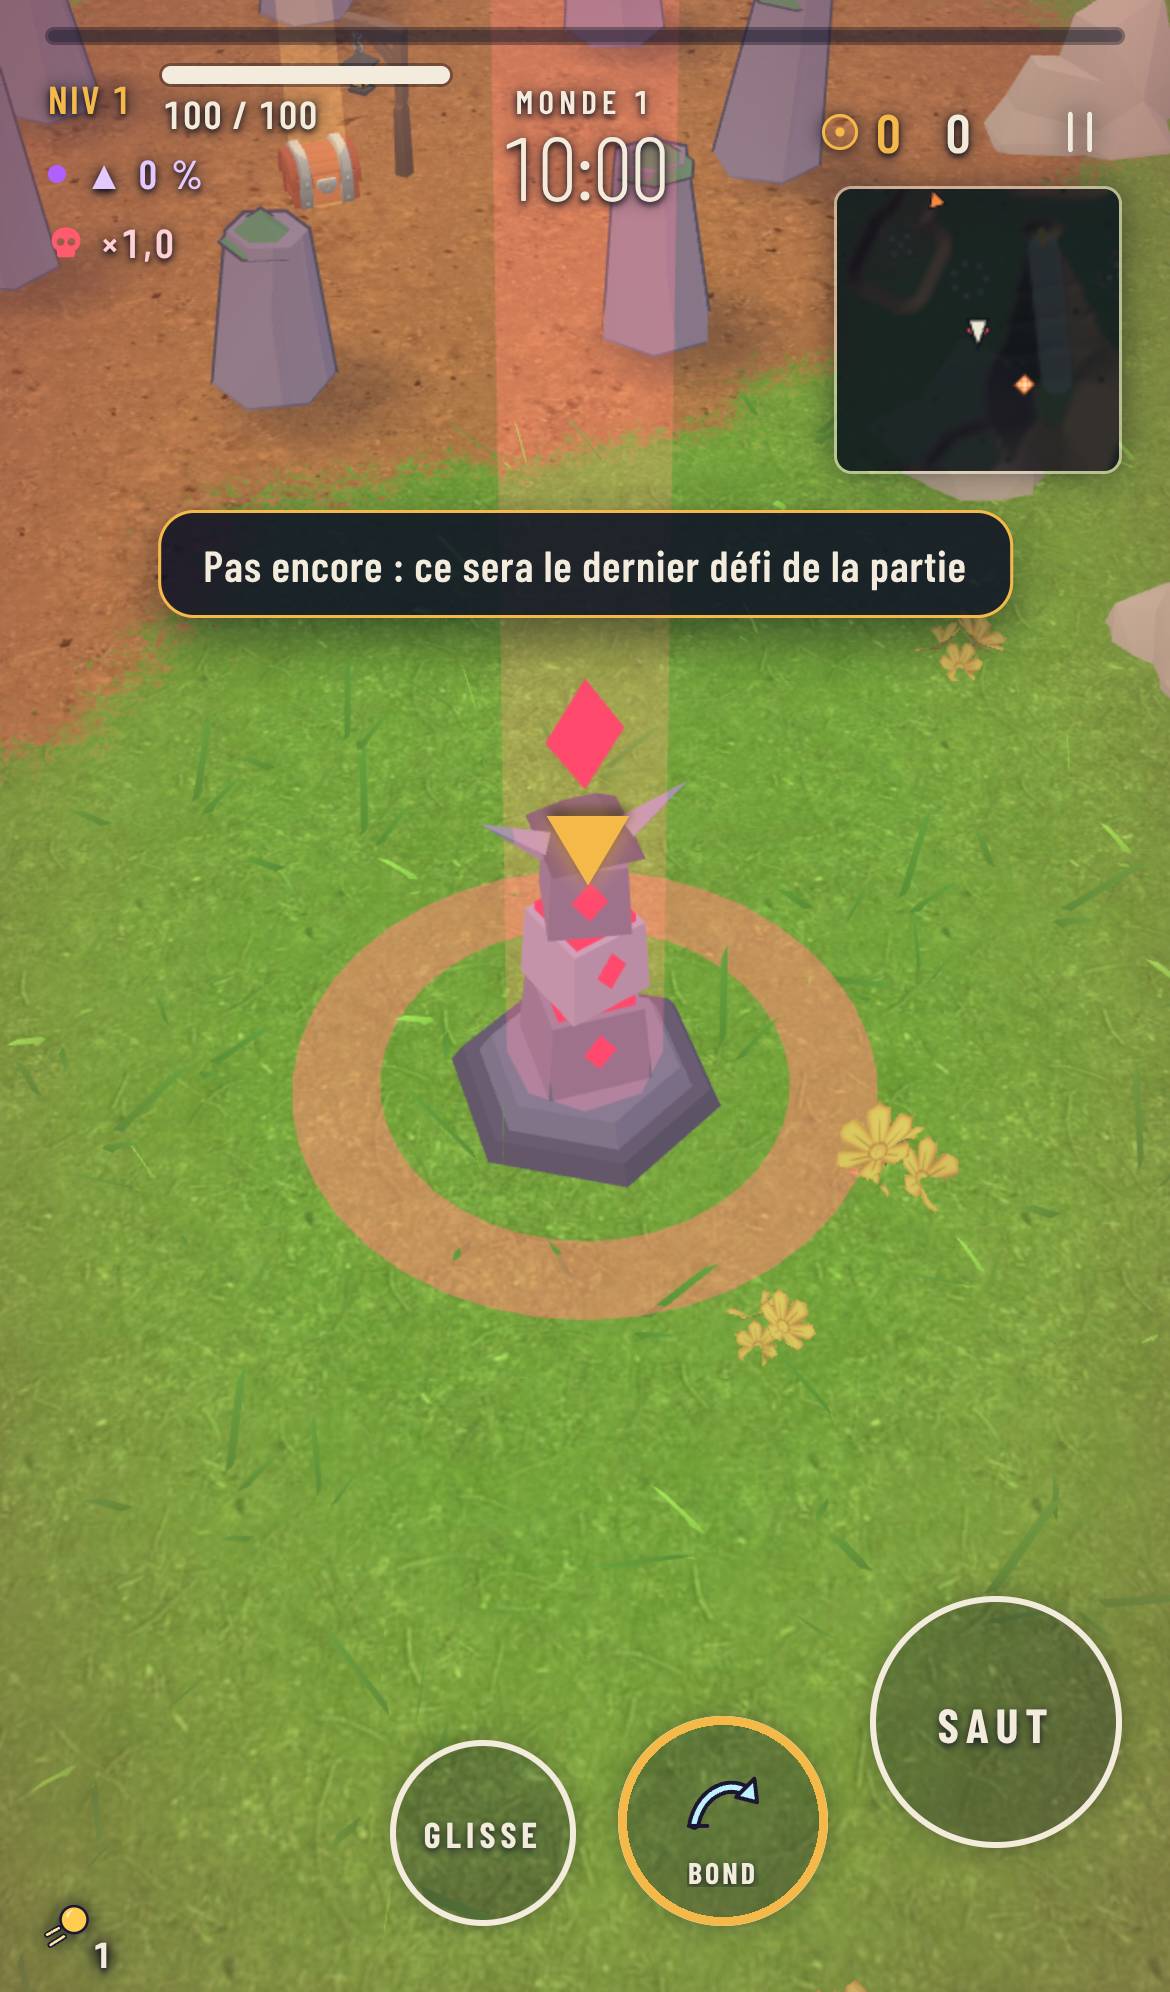 NIV 1
100 / 100
MONDE 1
10:00
0 0
▲ 0 %
×1,0
Pas encore : ce sera le dernier défi de la partie
SAUT
GLISSE
BOND
1